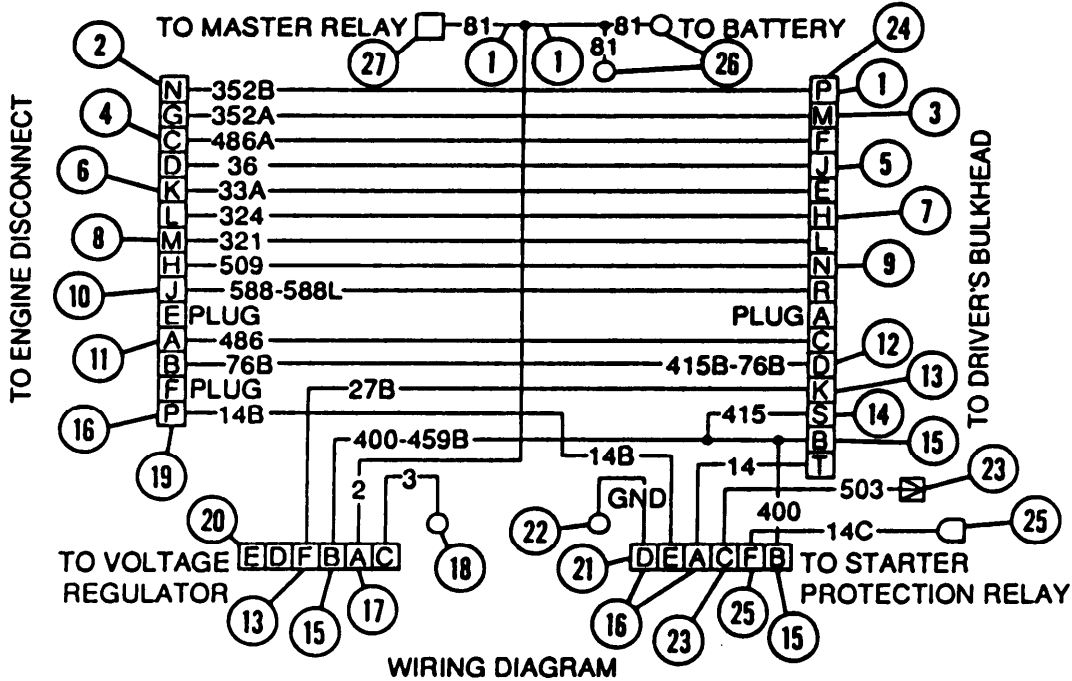 TO MASTER RELAY 81 81 TO BATTERY
81
27 1 1 26 24
2 N 352B P 1
G 352A M 3
4 C 486A F
D 36 J 5
6 K 33A E
L 324 H 7
8 M 321 L
H 509 N 9
10 J 588-588L R
E PLUG PLUG A
11 A 486 C
B 76B 415B-76B D 12
F PLUG 27B K 13
16 P 14B 415 S 14
19 400-459B B 15
14B 14 T
2 3 GND 503 23
400
20 22 14C 25
18
TO ENGINE DISCONNECT
TO DRIVER'S BULKHEAD
TO VOLTAGE
REGULATOR
E D F B A C
13 15 17
21 D E A C F B
16 23 25 15
TO STARTER
PROTECTION RELAY
WIRING DIAGRAM